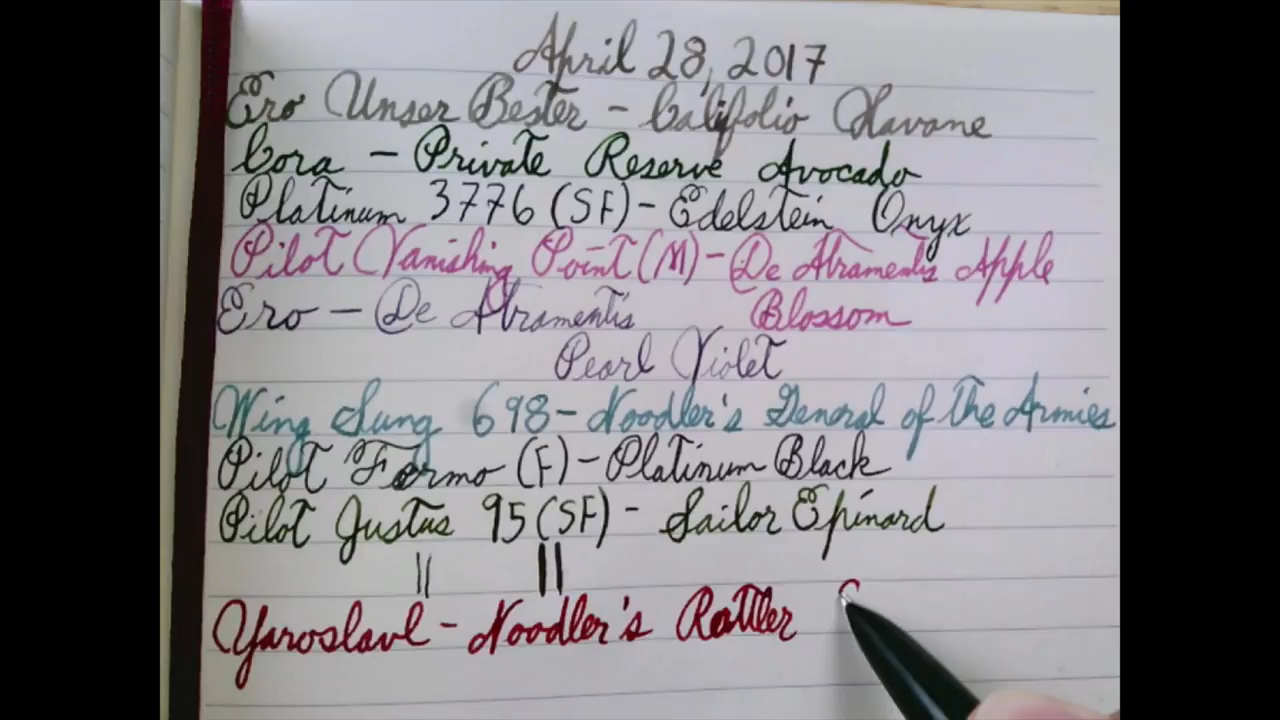 April 28, 2017
Ero Unser Bester - Califolio Havane
Cora - Private Reserve Avocado
Platinum 3776 (SF) - Edelstein Onyx
Pilot Vanishing Point (M) - De Atramentis Apple
Blossom
Ero - De Atramentis
Pearl Violet
Wing Sung 698 - Noodler's General of the Armies
Pilot Fermo (F) - Platinum Black
Pilot Justus 95 (SF) - Sailor Epinard
Yaroslavl - Noodler's Rattler